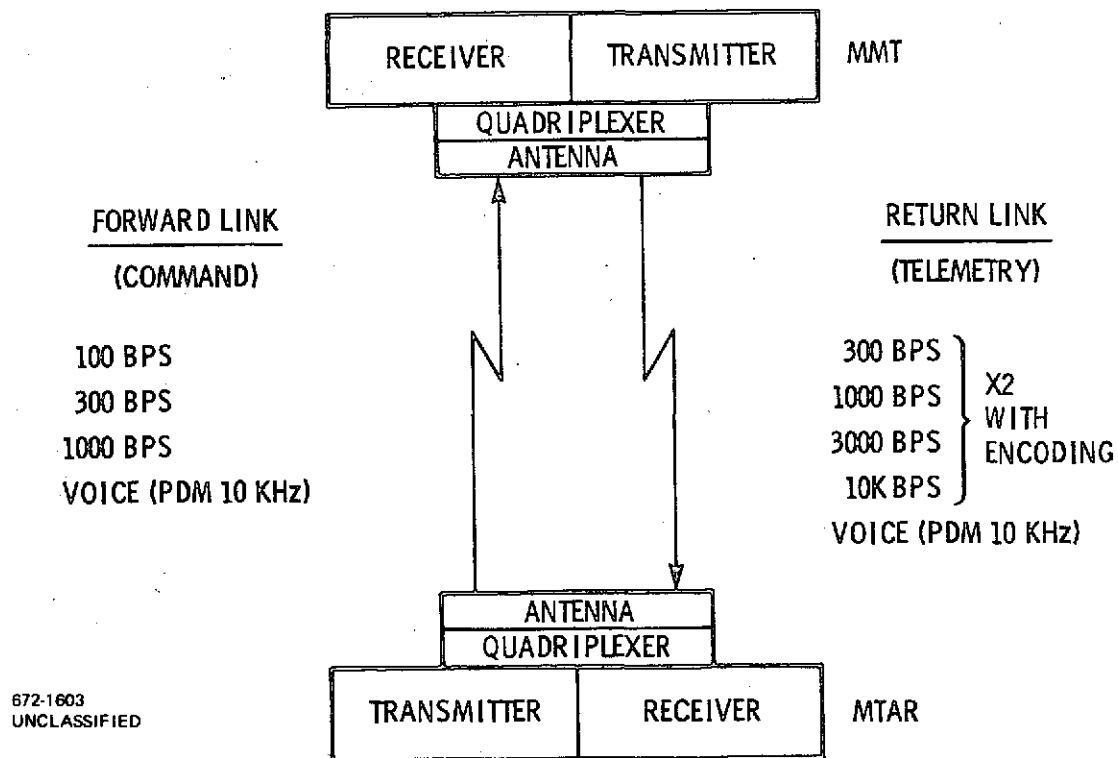 RECEIVER
TRANSMITTER
MMT
QUADRIPLEXER
ANTENNA
FORWARD LINK
(COMMAND)
100 BPS
300 BPS
1000 BPS
VOICE (PDM 10 KHz)
RETURN LINK
(TELEMETRY)
300 BPS
1000 BPS
3000 BPS
10K BPS
X2
WITH
ENCODING
VOICE (PDM 10 KHz)
ANTENNA
QUADRIPLEXER
TRANSMITTER
RECEIVER
MTAR
672-1603
UNCLASSIFIED